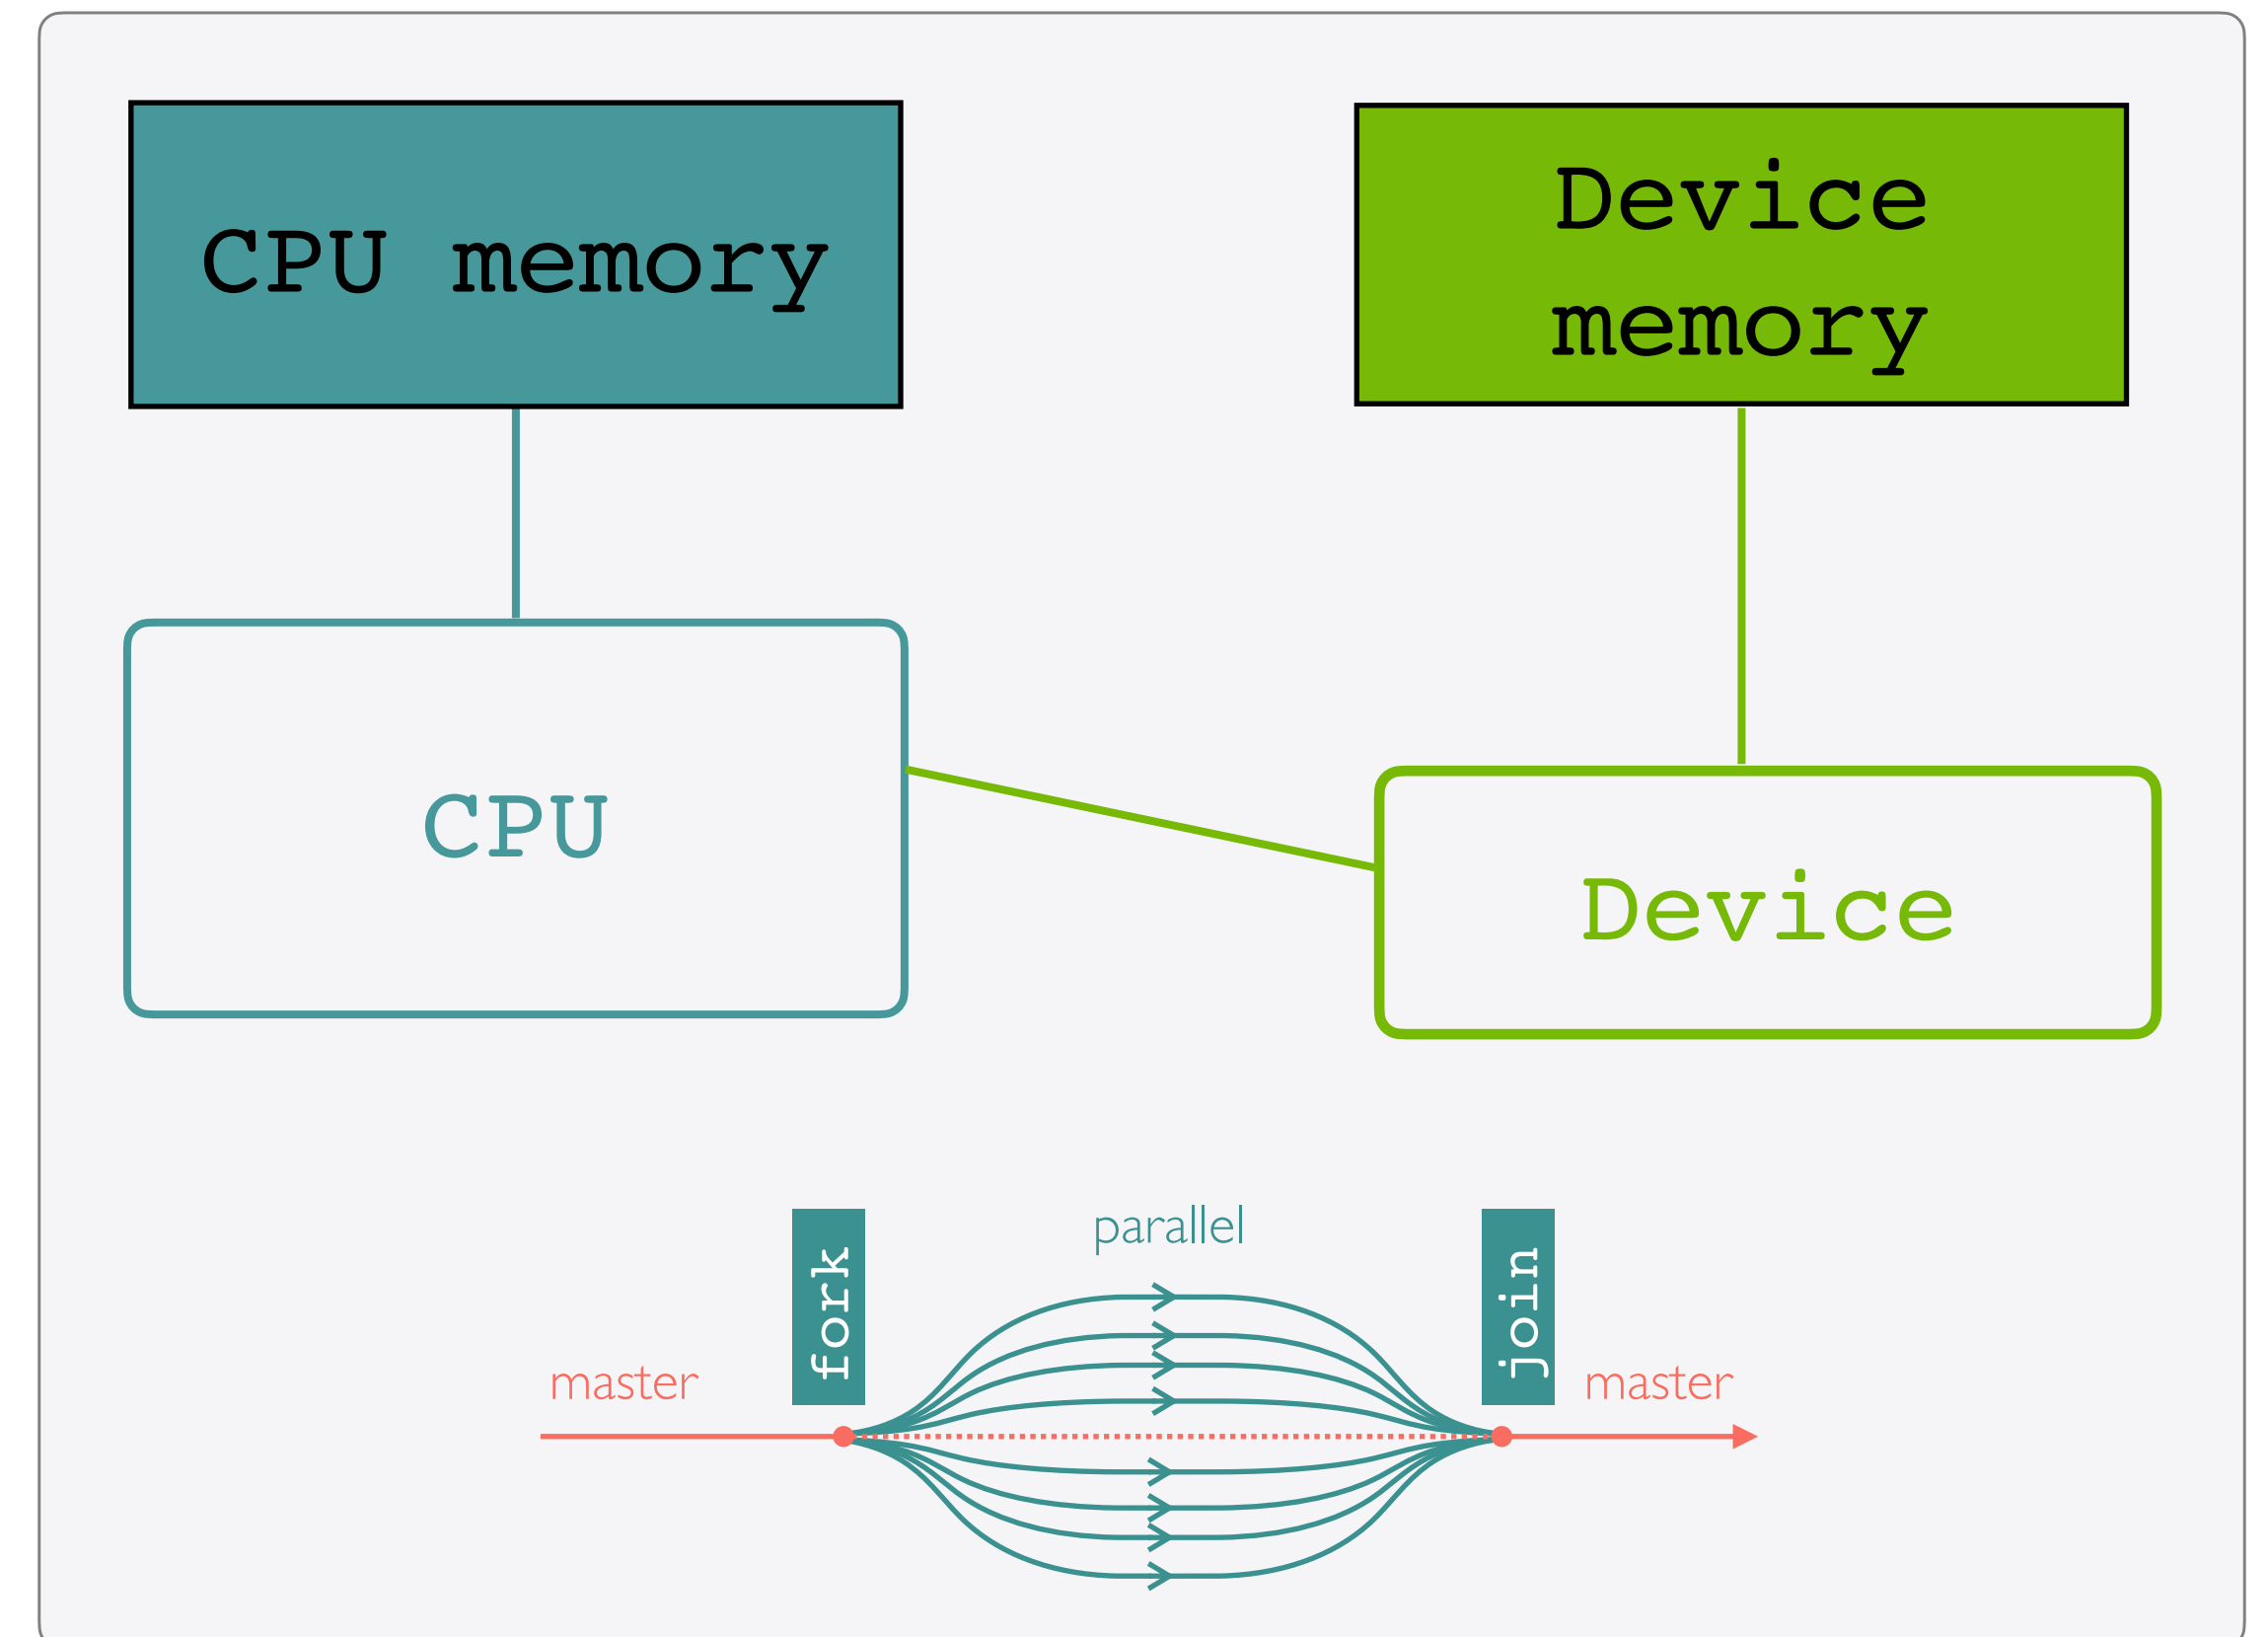 CPU memory
Device
memory
CPU
Device
parallel
fork
join
master
master